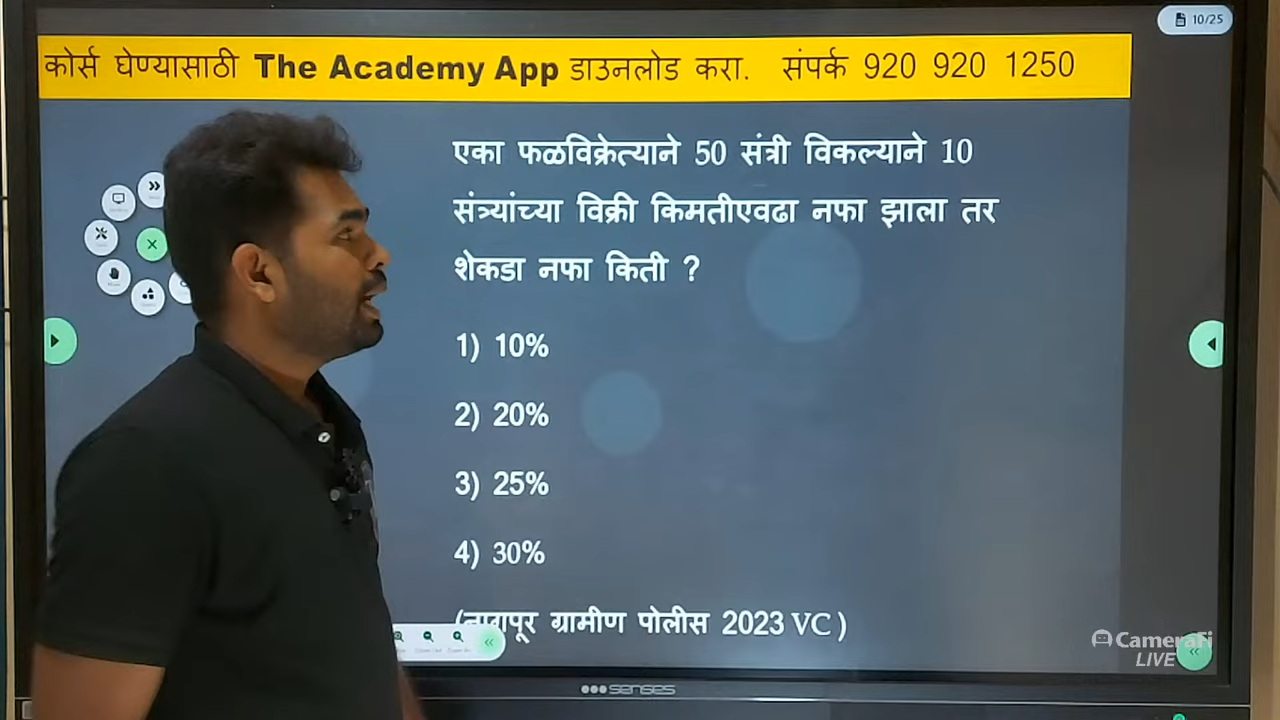 10/25
कोर्स घेण्यासाठी The Academy App डाउनलोड करा. संपर्क 920 920 1250
एका फळविक्रेत्याने 50 संत्री विकल्याने 10
संत्र्यांच्या विक्री किमतीएवढा नफा झाला तर
शेकडा नफा किती ?
1) 10%
2) 20%
3) 25%
4) 30%
(नागपूर ग्रामीण पोलीस 2023 VC)
CameraFi
LIVE
senses